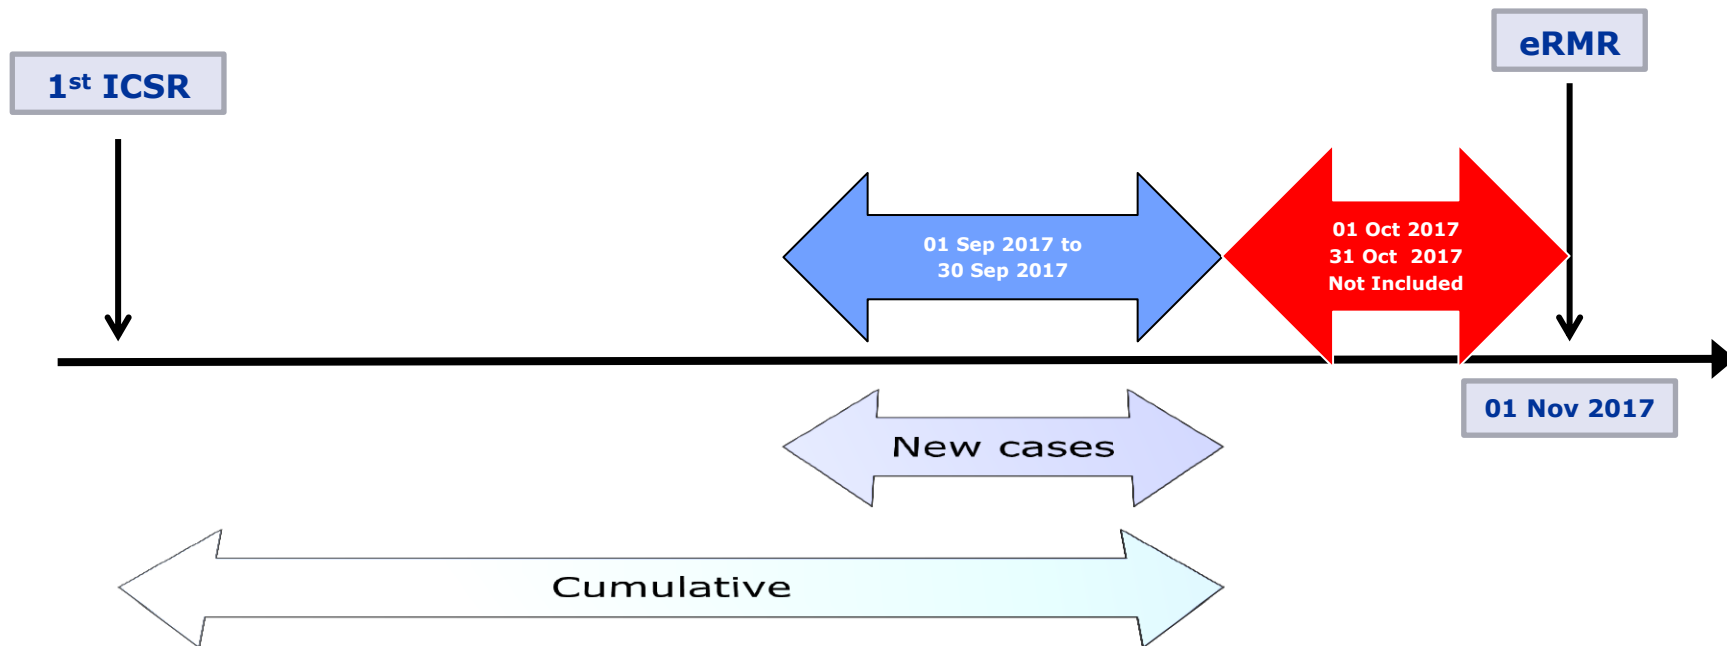 eRMR
1st ICSR
01 Sep 2017 to
30 Sep 2017
01 Oct 2017
31 Oct  2017
Not Included
01 Nov 2017
New cases
Cumulative